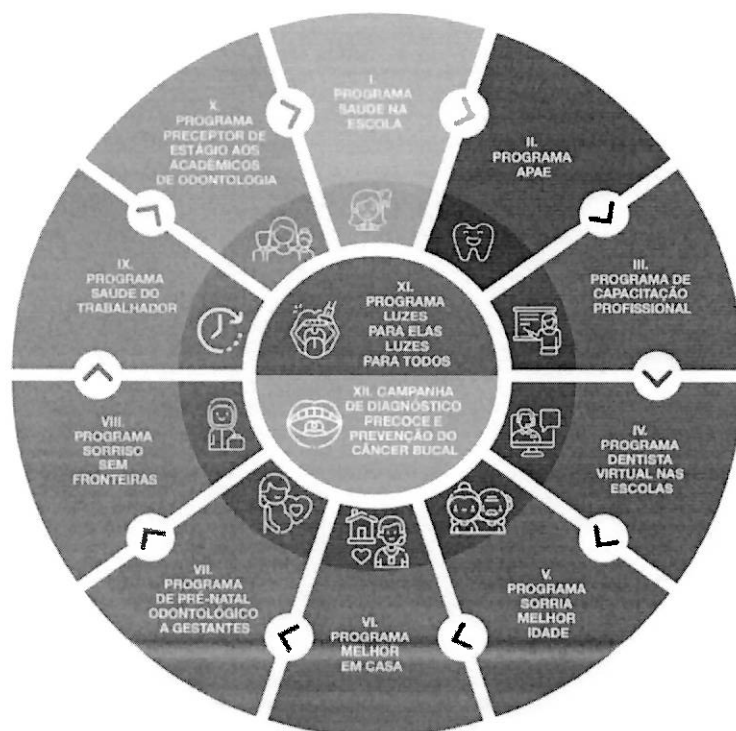 I.
PROGRAMA
SAÚDE NA
ESCOLA
II.
PROGRAMA
APAE
III.
PROGRAMA DE
CAPACITAÇÃO
PROFISSIONAL
IV.
PROGRAMA
DENTISTA
VIRTUAL NAS
ESCOLAS
V.
PROGRAMA
SORRIA
MELHOR
IDADE
VI.
PROGRAMA
MELHOR
EM CASA
VII.
PROGRAMA
DE PRÉ-NATAL
ODONTOLÓGICO
A GESTANTES
VIII.
PROGRAMA
SORRISO
SEM
FRONTEIRAS
IX.
PROGRAMA
SAÚDE DO
TRABALHADOR
X.
PROGRAMA
PRECEPTOR DE
ESTÁGIO AOS
ACADÊMICOS
DE ODONTOLOGIA
XI.
PROGRAMA
LUZES
PARA ELAS
LUZES
PARA TODOS
XII. CAMPANHA
DE DIAGNÓSTICO
PRECOCE E
PREVENÇÃO DO
CÂNCER BUCAL